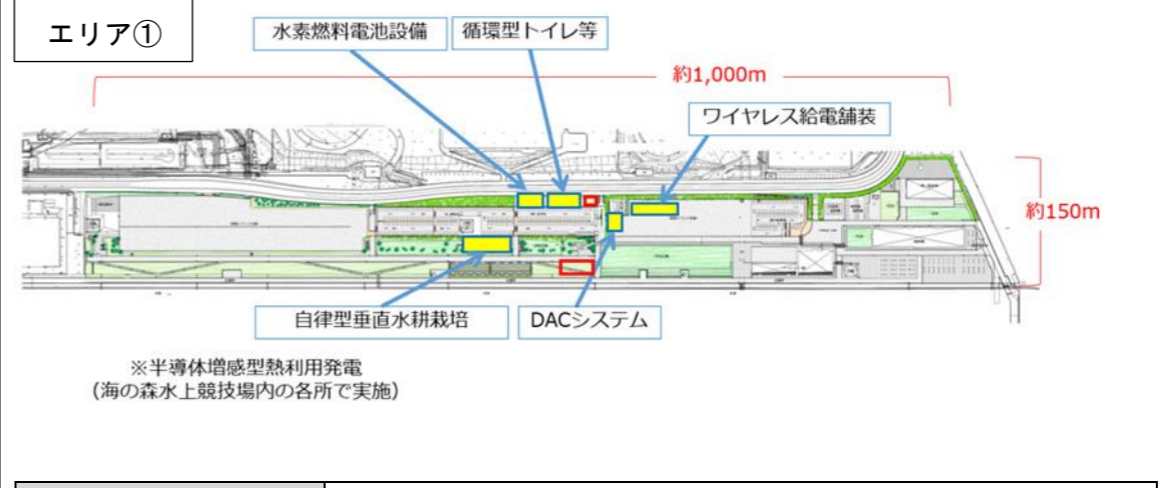 エリア①
水素燃料電池設備
循環型トイレ等
約1,000m
ワイヤレス給電舗装
約150m
自律型垂直水耕栽培
DACシステム
※半導体増感型熱利用発電
(海の森水上競技場内の各所で実施)